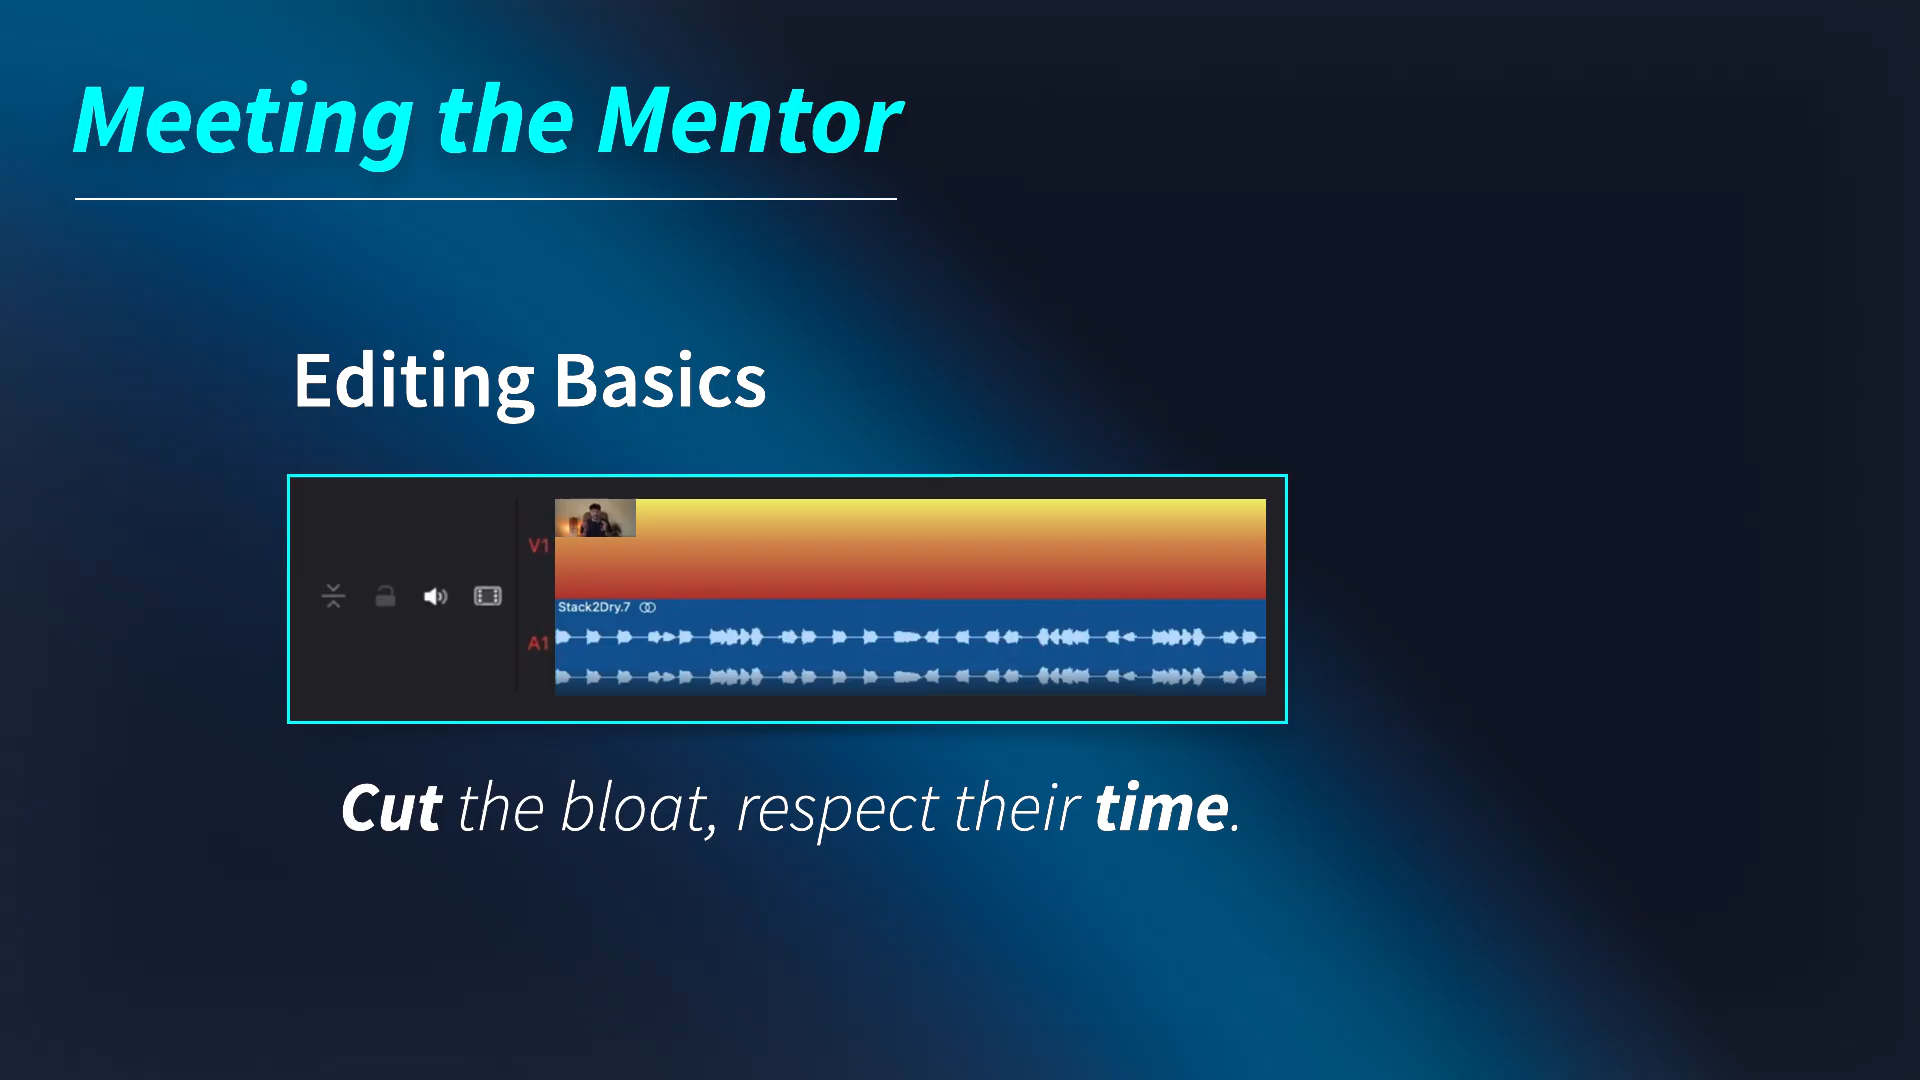 Meeting the Mentor
Editing Basics
V1
Stack2Dry.7
A1
Cut the bloat, respect their time.